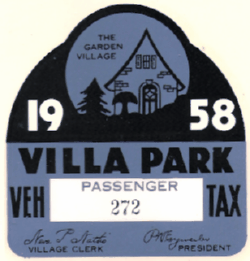 THE
GARDEN
VILLAGE
19 58
VILLA PARK
VEH PASSENGER TAX
272
VILLAGE CLERK PRESIDENT